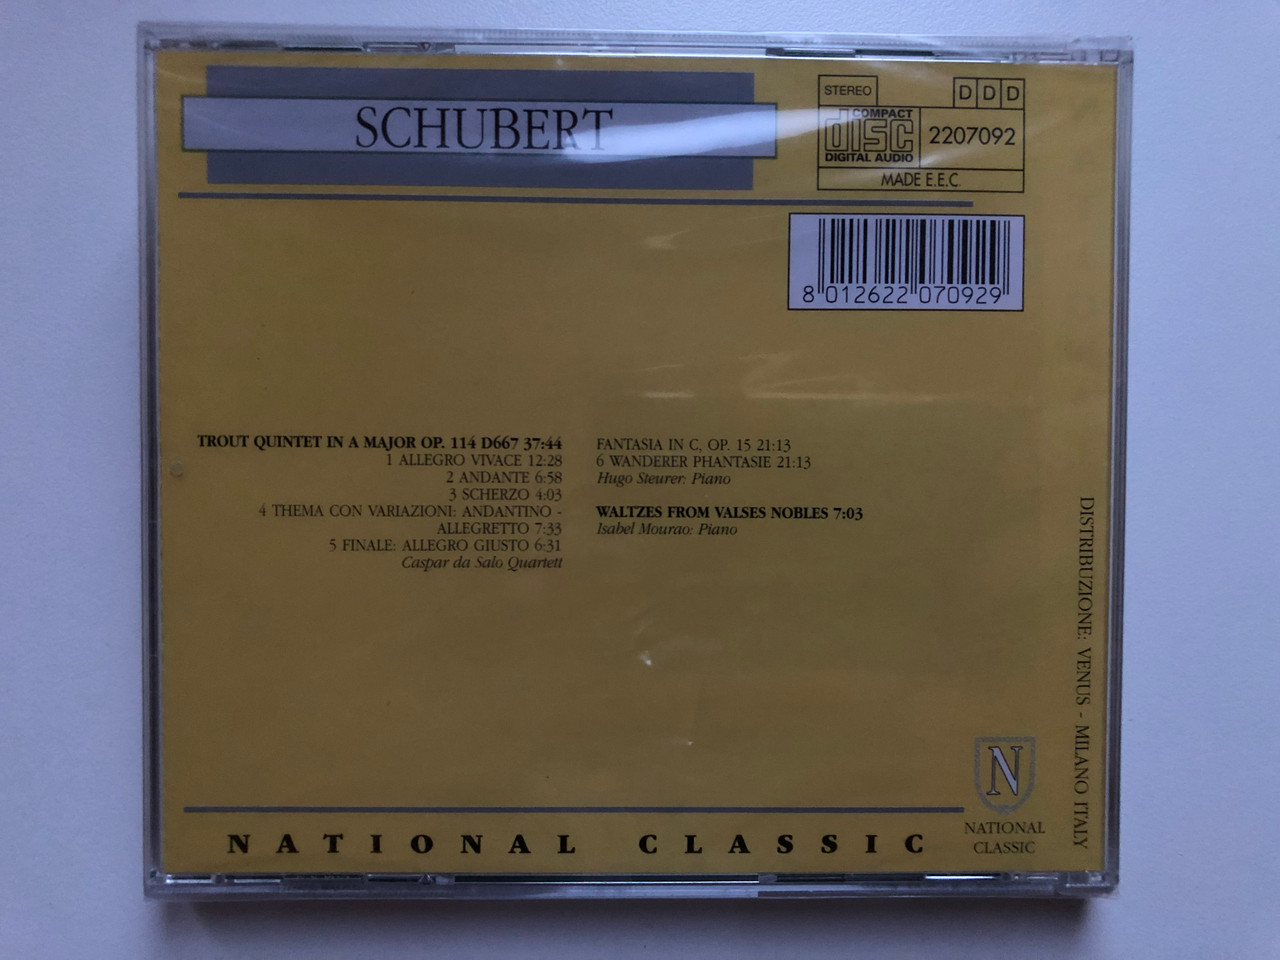 SCHUBERT
STEREO
D D D
COMPACT
disc
DIGITAL AUDIO
2207092
MADE E.E.C.
8 012622 070929
TROUT QUINTET IN A MAJOR OP. 114 D667 37:44
1 ALLEGRO VIVACE 12:28
2 ANDANTE 6:58
3 SCHERZO 4:03
4 THEMA CON VARIAZIONI: ANDANTINO -
ALLEGRETTO 7:33
5 FINALE: ALLEGRO GIUSTO 6:31
Caspar da Salo Quartett
FANTASIA IN C, OP. 15 21:13
6 WANDERER PHANTASIE 21:13
Hugo Steurer: Piano
WALTZES FROM VALSES NOBLES 7:03
Isabel Mourao: Piano
DISTRIBUZIONE: VENUS - MILANO ITALY
N
NATIONAL
CLASSIC
NATIONAL CLASSIC